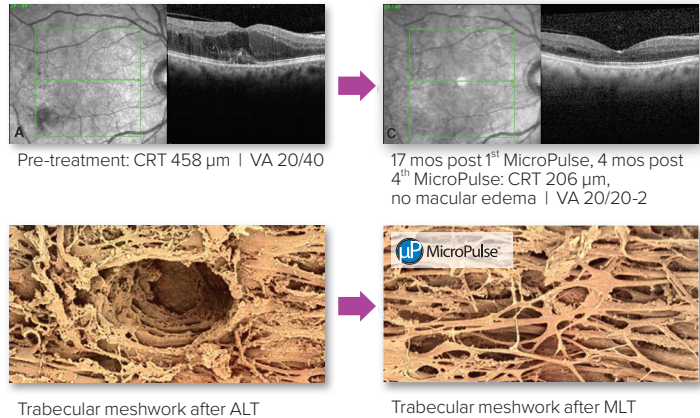 A
C
Pre-treatment: CRT 458 µm | VA 20/40
17 mos post 1st MicroPulse, 4 mos post
4th MicroPulse: CRT 206 µm,
no macular edema | VA 20/20-2
µP MicroPulse
Trabecular meshwork after ALT
Trabecular meshwork after MLT